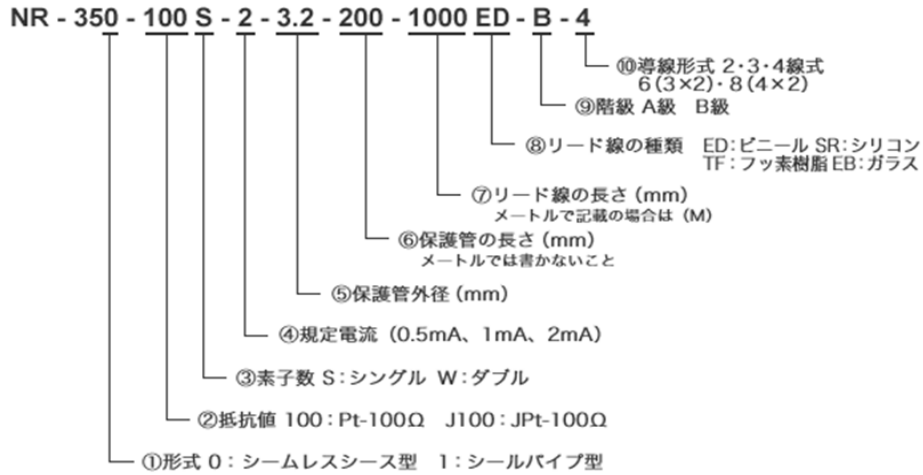 NR - 350 - 100 S - 2 - 3.2 - 200 - 1000 ED - B - 4
⑩導線形式 2・3・4線式
6(3×2)・8(4×2)
⑨階級 A級 B級
⑧リード線の種類 ED:ビニール SR:シリコン
TF:フッ素樹脂 EB:ガラス
⑦リード線の長さ(mm)
メートルで記載の場合は(M)
⑥保護管の長さ(mm)
メートルでは書かないこと
⑤保護管外径(mm)
④規定電流(0.5mA、1mA、2mA)
③素子数 S:シングル W:ダブル
②抵抗値 100:Pt-100Ω J100:JPt-100Ω
①形式 0:シームレスシース型 1:シールパイプ型